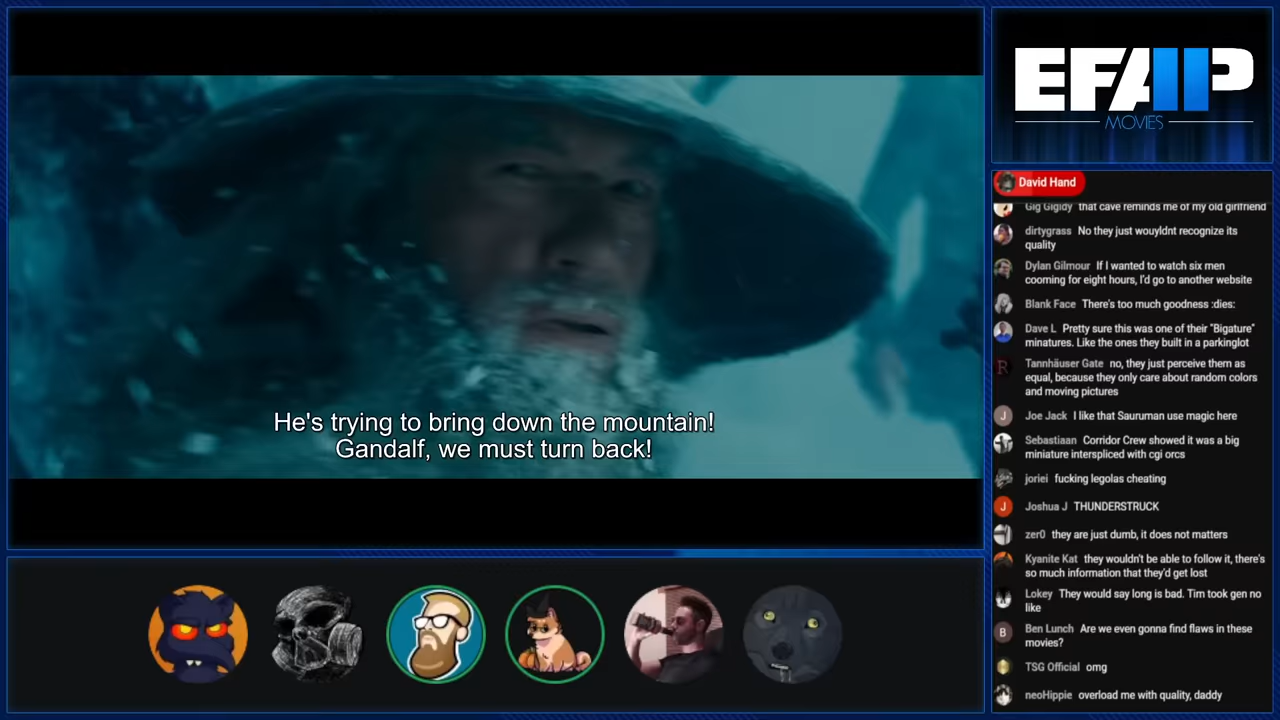 He's trying to bring down the mountain!
Gandalf, we must turn back!
EFAP
MOVIES
David Hand
Gig Gigidy that cave reminds me of my old girlfriend
dirtygrass No they just wouyldnt recognize its
quality
Dylan Gilmour If I wanted to watch six men
cooming for eight hours, I'd go to another website
Blank Face There's too much goodness :dies:
Dave L Pretty sure this was one of their "Bigature"
minatures. Like the ones they built in a parkinglot
R
Tannhäuser Gate no, they just perceive them as
equal, because they only care about random colors
and moving pictures
J
Joe Jack I like that Sauruman use magic here
Sebastiaan Corridor Crew showed it was a big
miniature interspliced with cgi orcs
joriei fucking legolas cheating
J
Joshua J THUNDERSTRUCK
zer0 they are just dumb, it does not matters
Kyanite Kat they wouldn't be able to follow it, there's
so much information that they'd get lost
Lokey They would say long is bad. Tim took gen no
like
B
Ben Lunch Are we even gonna find flaws in these
movies?
TSG Official omg
neoHippie overload me with quality, daddy